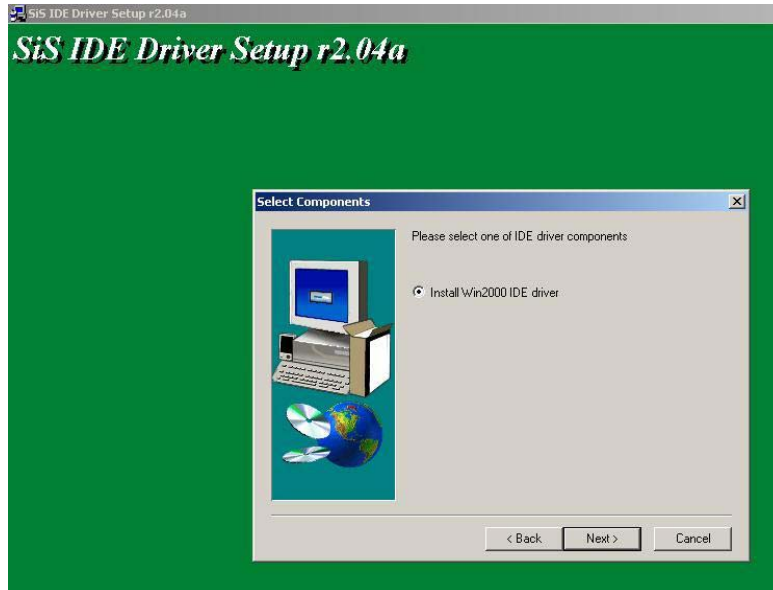 SiS IDE Driver Setup r2.04a
SiS IDE Driver Setup r2.04a
Select Components
Please select one of IDE driver components
Install Win2000 IDE driver
< Back Next > Cancel